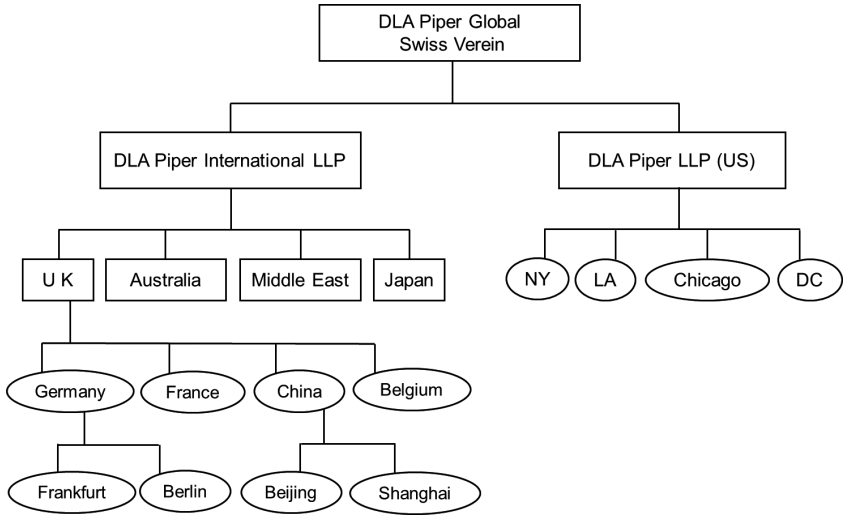 DLA Piper Global
Swiss Verein
DLA Piper International LLP
DLA Piper LLP (US)
U K
Australia
Middle East
Japan
NY
LA
Chicago
DC
Germany
France
China
Belgium
Frankfurt
Berlin
Beijing
Shanghai